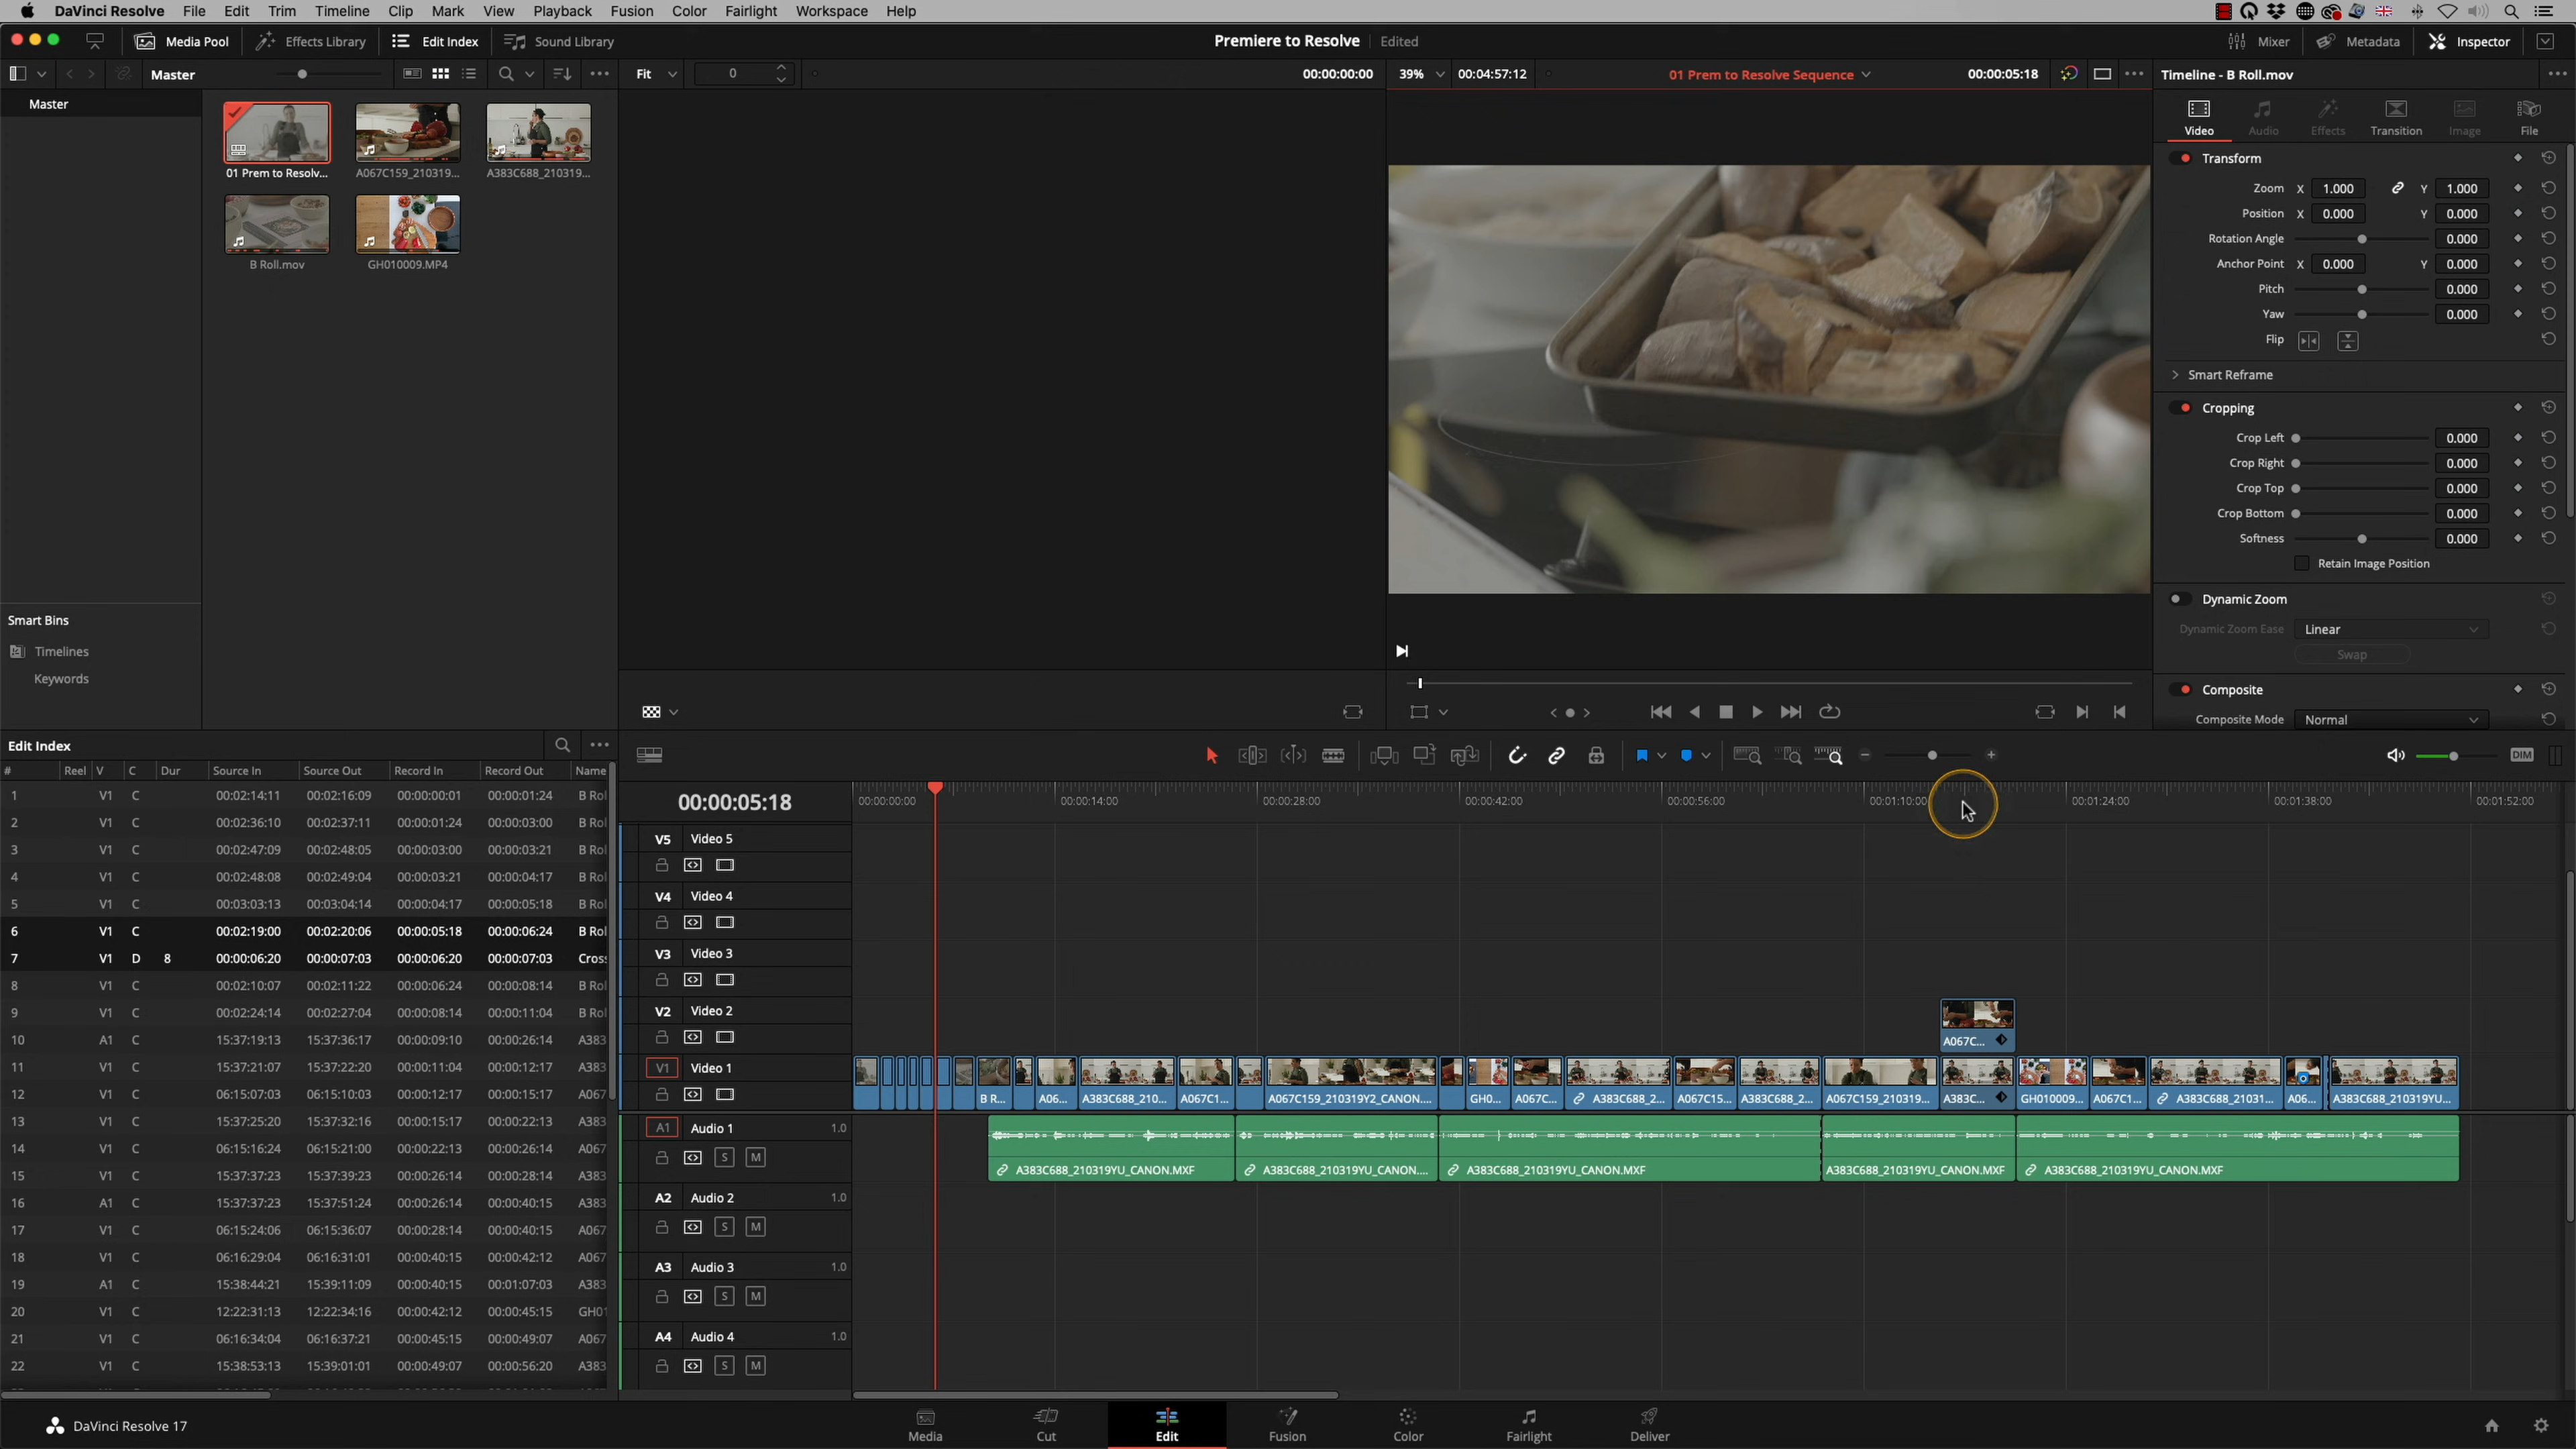 DaVinci Resolve File Edit Trim Timeline Clip Mark View Playback Fusion Color Fairlight Workspace Help
Media Pool Effects Library Edit Index Sound Library Premiere to Resolve Edited Mixer Metadata Inspector
Master Fit 0 00:00:00:00 39% 00:04:57:12 01 Prem to Resolve Sequence 00:00:05:18 Timeline - B Roll.mov
Master
01 Prem to Resolv... A067C159_210319... A383C688_210319...
B Roll.mov GH010009.MP4
Smart Bins
Timelines
Keywords
Video Audio Effects Transition Image File
Transform
Zoom X 1.000 Y 1.000
Position X 0.000 Y 0.000
Rotation Angle 0.000
Anchor Point X 0.000 Y 0.000
Pitch 0.000
Yaw 0.000
Flip
Smart Reframe
Cropping
Crop Left 0.000
Crop Right 0.000
Crop Top 0.000
Crop Bottom 0.000
Softness 0.000
Retain Image Position
Dynamic Zoom
Dynamic Zoom Ease Linear
Swap
Composite
Composite Mode Normal
Edit Index
# Reel V C Dur Source In Source Out Record In Record Out Name
1 V1 C 00:02:14:11 00:02:16:09 00:00:00:01 00:00:01:24 B Rol
2 V1 C 00:02:36:10 00:02:37:11 00:00:01:24 00:00:03:00 B Rol
3 V1 C 00:02:47:09 00:02:48:05 00:00:03:00 00:00:03:21 B Rol
4 V1 C 00:02:48:08 00:02:49:04 00:00:03:21 00:00:04:17 B Rol
5 V1 C 00:03:03:13 00:03:04:14 00:00:04:17 00:00:05:18 B Rol
6 V1 C 00:02:19:00 00:02:20:06 00:00:05:18 00:00:06:24 B Rol
7 V1 D 8 00:00:06:20 00:00:07:03 00:00:06:20 00:00:07:03 Cross
8 V1 C 00:02:10:07 00:02:11:22 00:00:06:24 00:00:08:14 B Rol
9 V1 C 00:02:24:14 00:02:27:04 00:00:08:14 00:00:11:04 B Rol
10 A1 C 15:37:19:13 15:37:36:17 00:00:09:10 00:00:26:14 A383
11 V1 C 15:37:21:07 15:37:22:20 00:00:11:04 00:00:12:17 A383
12 V1 C 06:15:07:03 06:15:10:03 00:00:12:17 00:00:15:17 A067
13 V1 C 15:37:25:20 15:37:32:16 00:00:15:17 00:00:22:13 A383
14 V1 C 06:15:16:24 06:15:21:00 00:00:22:13 00:00:26:14 A067
15 V1 C 15:37:37:23 15:37:39:23 00:00:26:14 00:00:28:14 A383
16 A1 C 15:37:37:23 15:37:51:24 00:00:26:14 00:00:40:15 A383
17 V1 C 06:15:24:06 06:15:36:07 00:00:28:14 00:00:40:15 A067
18 V1 C 06:16:29:04 06:16:31:01 00:00:40:15 00:00:42:12 A067
19 A1 C 15:38:44:21 15:39:11:09 00:00:40:15 00:01:07:03 A383
20 V1 C 12:22:31:13 12:22:34:16 00:00:42:12 00:00:45:15 GH01
21 V1 C 06:16:34:04 06:16:37:21 00:00:45:15 00:00:49:07 A067
22 V1 C 15:38:53:13 15:39:01:01 00:00:49:07 00:00:56:20 A383
DIM
00:00:05:18 00:00:00:00 00:00:14:00 00:00:28:00 00:00:42:00 00:00:56:00 00:01:10:00 00:01:24:00 00:01:38:00 00:01:52:00
V5 Video 5
V4 Video 4
V3 Video 3
V2 Video 2
A067C...
V1 Video 1
B R... A06... A383C688_210... A067C1... A067C159_210319Y2_CANON.... GH0... A067C... A383C688_2... A067C15... A383C688_2... A067C159_210319... A383C... GH010009... A067C1... A383C688_21031... A06... A383C688_210319YU...
A1 Audio 1 1.0
S M
A383C688_210319YU_CANON.MXF A383C688_210319YU_CANON.... A383C688_210319YU_CANON.MXF A383C688_210319YU_CANON.MXF A383C688_210319YU_CANON.MXF
A2 Audio 2 1.0
S M
A3 Audio 3 1.0
S M
A4 Audio 4 1.0
S M
DaVinci Resolve 17 Media Cut Edit Fusion Color Fairlight Deliver